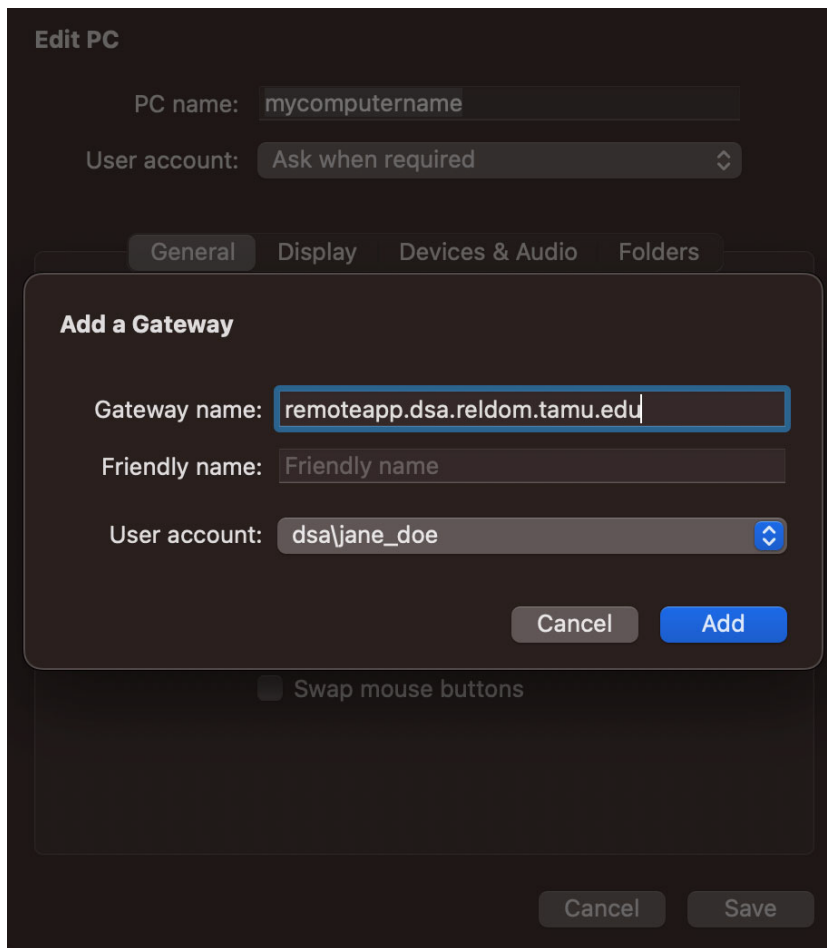 Edit PC
PC name: mycomputername
User account: Ask when required
General Display Devices & Audio Folders
Add a Gateway
Gateway name: remoteapp.dsa.reldom.tamu.edu
Friendly name: Friendly name
User account: dsa\jane_doe
Cancel Add
Swap mouse buttons
Cancel Save